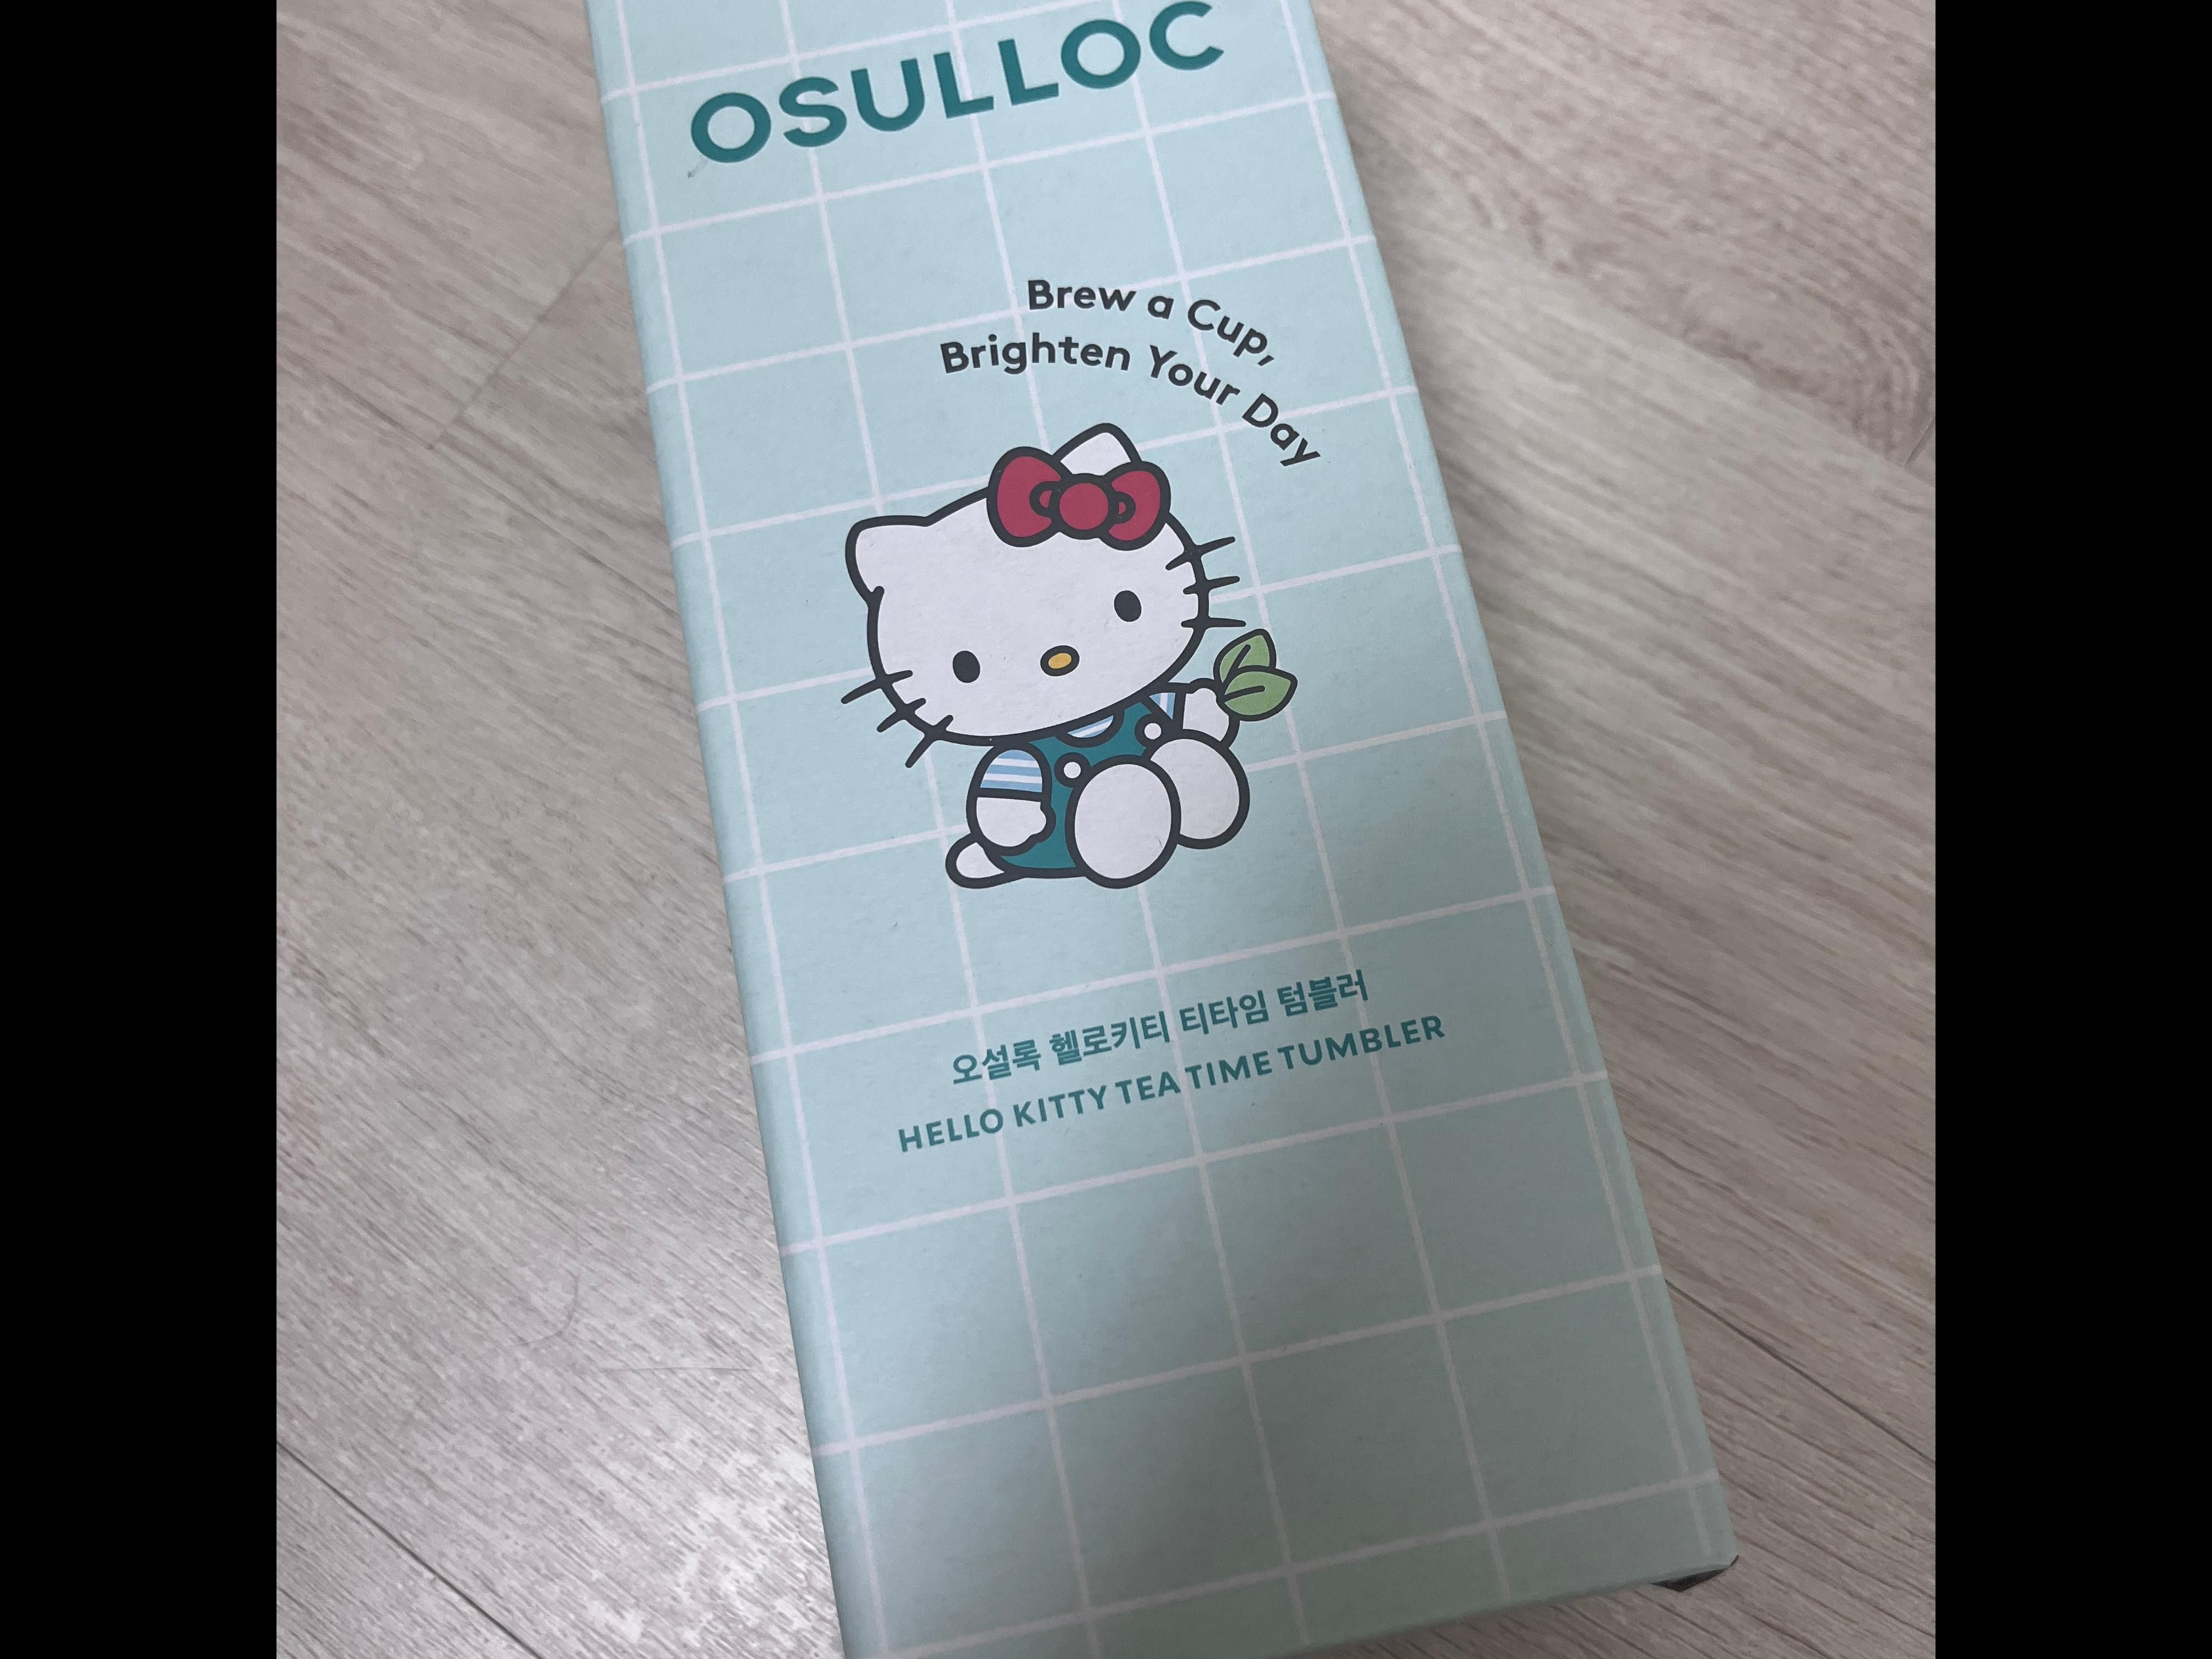 OSULLOC
Brew a Cup,
Brighten Your Day
오설록 헬로키티 티타임 텀블러
HELLO KITTY TEA TIME TUMBLER